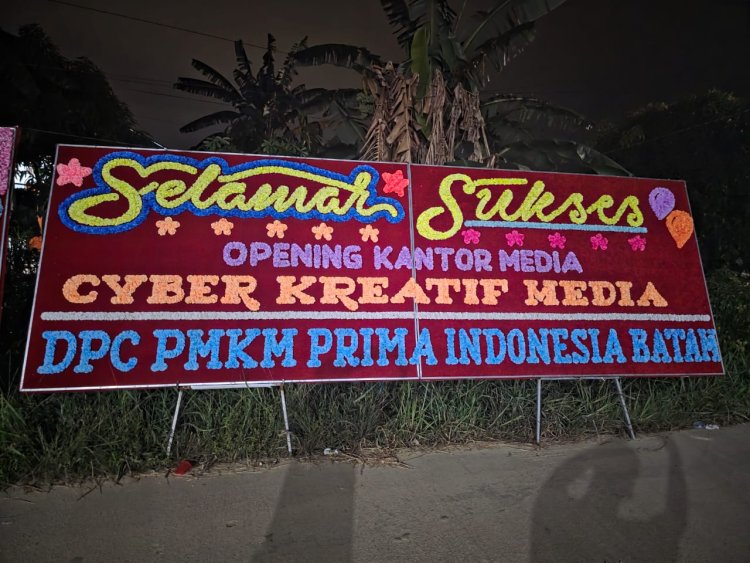 Selamat Sukses
OPENING KANTOR MEDIA
CYBER KREATIF MEDIA
DPC PMKM PRIMA INDONESIA BATAM